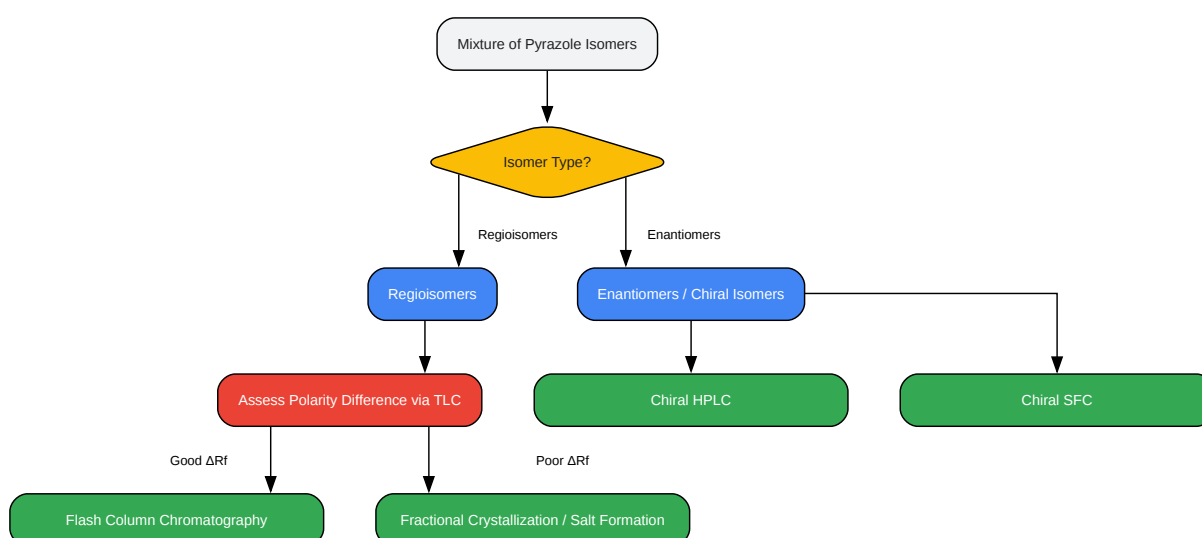 Mixture of Pyrazole Isomers
Isomer Type?
Regioisomers
Enantiomers
Regioisomers
Enantiomers / Chiral Isomers
Assess Polarity Difference via TLC
Chiral HPLC
Chiral SFC
Good ΔRf
Poor ΔRf
Flash Column Chromatography
Fractional Crystallization / Salt Formation